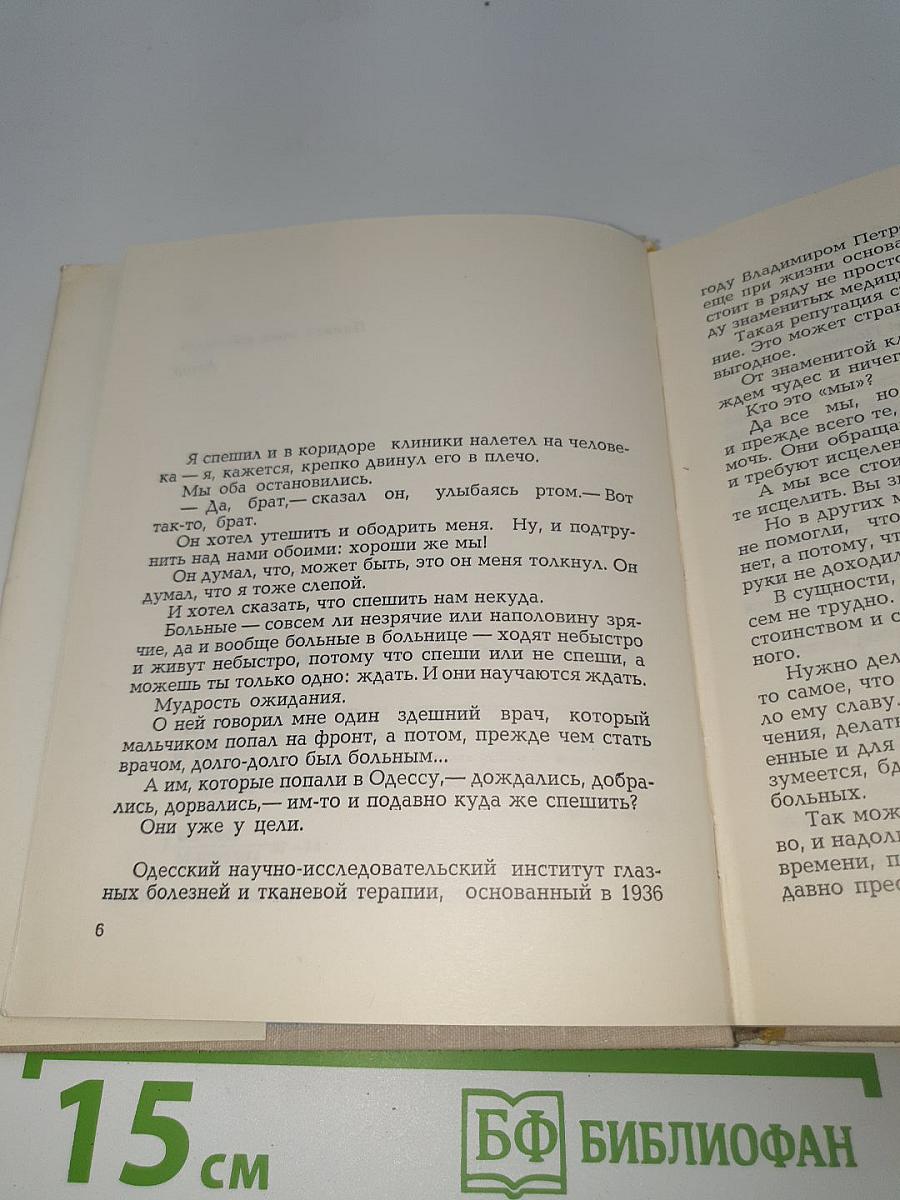 Я спешил и в коридоре клиники налетел на челове-
ка — я, кажется, крепко двинул его в плечо.
Мы оба остановились.
— Да, брат,— сказал он, улыбаясь ртом.— Вот
так-то, брат.
Он хотел утешить и ободрить меня. Ну, и подтру-
нить над нами обоими: хороши же мы!
Он думал, что, может быть, это он меня толкнул. Он
думал, что я тоже слепой.
И хотел сказать, что спешить нам некуда.
Больные — совсем ли незрячие или наполовину зря-
чие, да и вообще больные в больнице — ходят небыстро
и живут небыстро, потому что спеши или не спеши, а
можешь ты только одно: ждать. И они научаются ждать.
Мудрость ожидания.
О ней говорил мне один здешний врач, который
мальчиком попал на фронт, а потом, прежде чем стать
врачом, долго-долго был больным...
А им, которые попали в Одессу,— дождались, добра-
лись, дорвались,— им-то и подавно куда же спешить?
Они уже у цели.
Одесский научно-исследовательский институт глаз-
ных болезней и тканевой терапии, основанный в 1936
6
году Владимиром Петр
еще при жизни основа
стоит в ряду не просто
ду знаменитых медици
Такая репутация с
ние. Это может стран
выгодное.
От знаменитой кл
ждем чудес и ничег
Кто это «мы»?
Да все мы, но
и прежде всего те,
мочь. Они обраща
и требуют исцелен
А мы все стои
те исцелить. Вы з
Но в других м
не помогли, что
нет, а потому, чт
руки не доходил
В сущности,
сем не трудно.
стоинством и с
ного.
Нужно дел
то самое, что
ло ему славу.
чения, делат
енные и для
зумеется, бд
больных.
Так мож
во, и надол
времени, п
давно прес
15 см
БФ БИБЛИОФАН